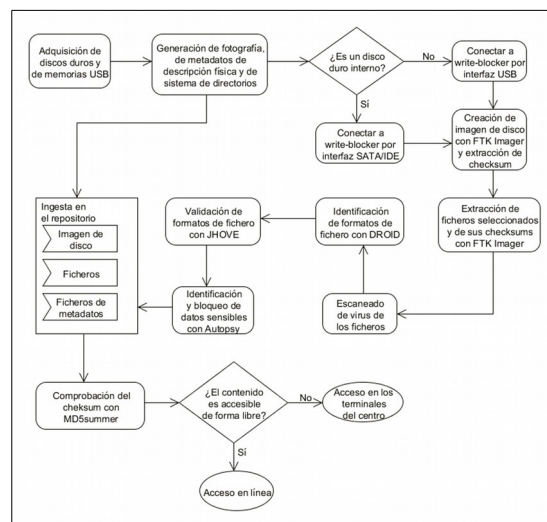 Adquisición de
discos duros y
de memorias USB
Generación de fotografía,
de metadatos de
descripción física y de
sistema de directorios
¿Es un disco
duro interno?
No
Conectar a
write-blocker por
interfaz USB
Sí
Conectar a
write-blocker por
interfaz SATA/IDE
Creación de
imagen de disco
con FTK Imager
y extracción de
checksum
Extracción de
ficheros seleccionados
y de sus checksums
con FTK Imager
Escaneado
de virus de
los ficheros
Identificación
de formatos de
fichero con DROID
Validación de
formatos de fichero
con JHOVE
Identificación
y bloqueo de
datos sensibles
con Autopsy
Ingesta en
el repositorio
Imagen de
disco
Ficheros
Ficheros de
metadatos
Comprobación del
cheksum con
MD5summer
¿El contenido
es accesible
de forma libre?
No
Acceso en los
terminales
del centro
Sí
Acceso en línea